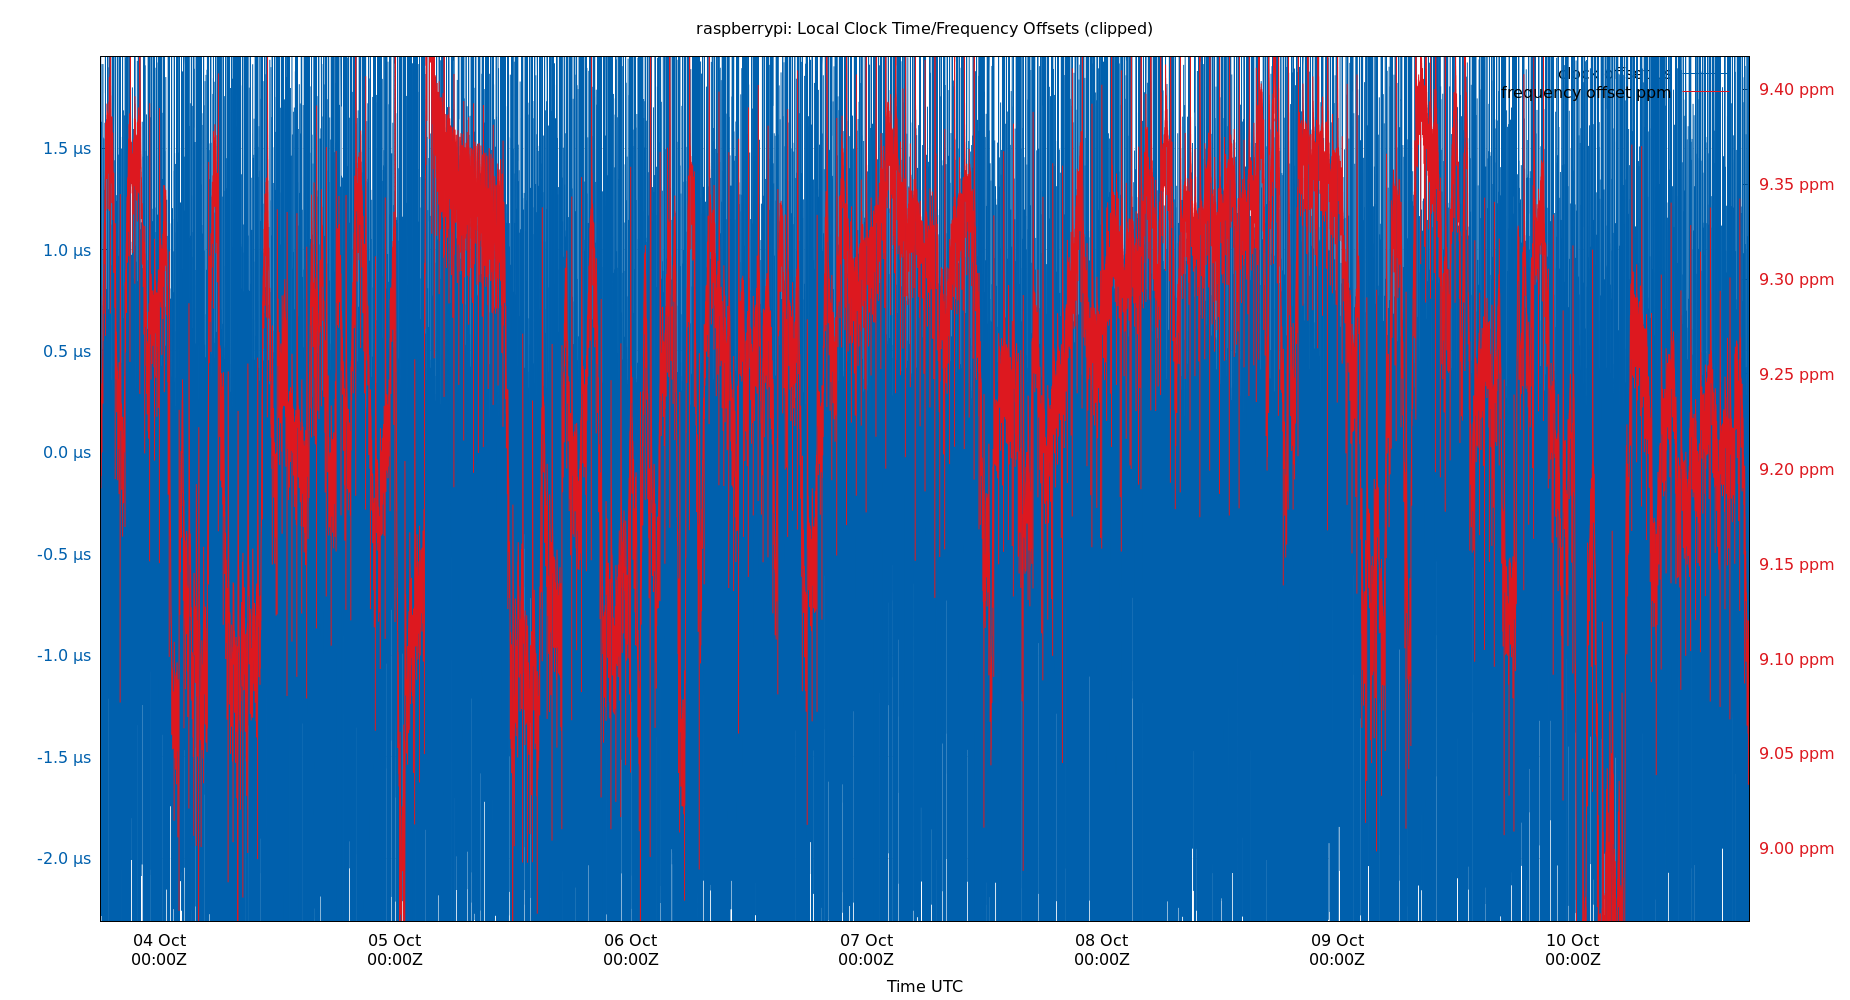 raspberrypi: Local Clock Time/Frequency Offsets (clipped)
clock offset µs
frequency offset ppm
1.5 µs
1.0 µs
0.5 µs
0.0 µs
-0.5 µs
-1.0 µs
-1.5 µs
-2.0 µs
9.40 ppm
9.35 ppm
9.30 ppm
9.25 ppm
9.20 ppm
9.15 ppm
9.10 ppm
9.05 ppm
9.00 ppm
04 Oct 05 Oct 06 Oct 07 Oct 08 Oct 09 Oct 10 Oct
00:00Z 00:00Z 00:00Z 00:00Z 00:00Z 00:00Z 00:00Z
Time UTC